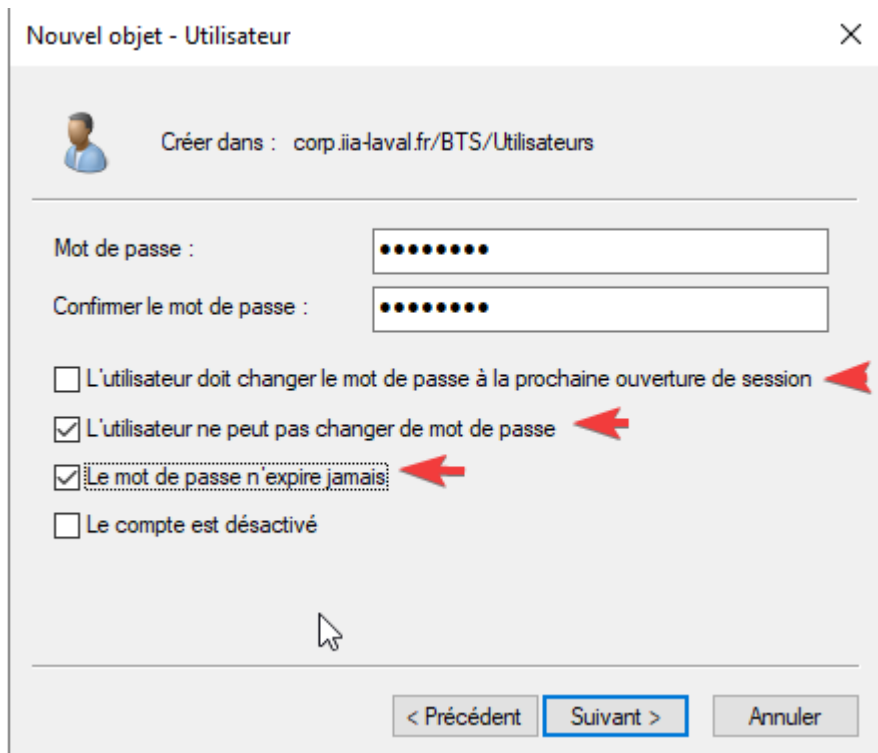 Nouvel objet - Utilisateur
Créer dans : corp.iia-laval.fr/BTS/Utilisateurs
Mot de passe :
Confirmer le mot de passe :
L'utilisateur doit changer le mot de passe à la prochaine ouverture de session
L'utilisateur ne peut pas changer de mot de passe
Le mot de passe n'expire jamais
Le compte est désactivé
< Précédent Suivant > Annuler